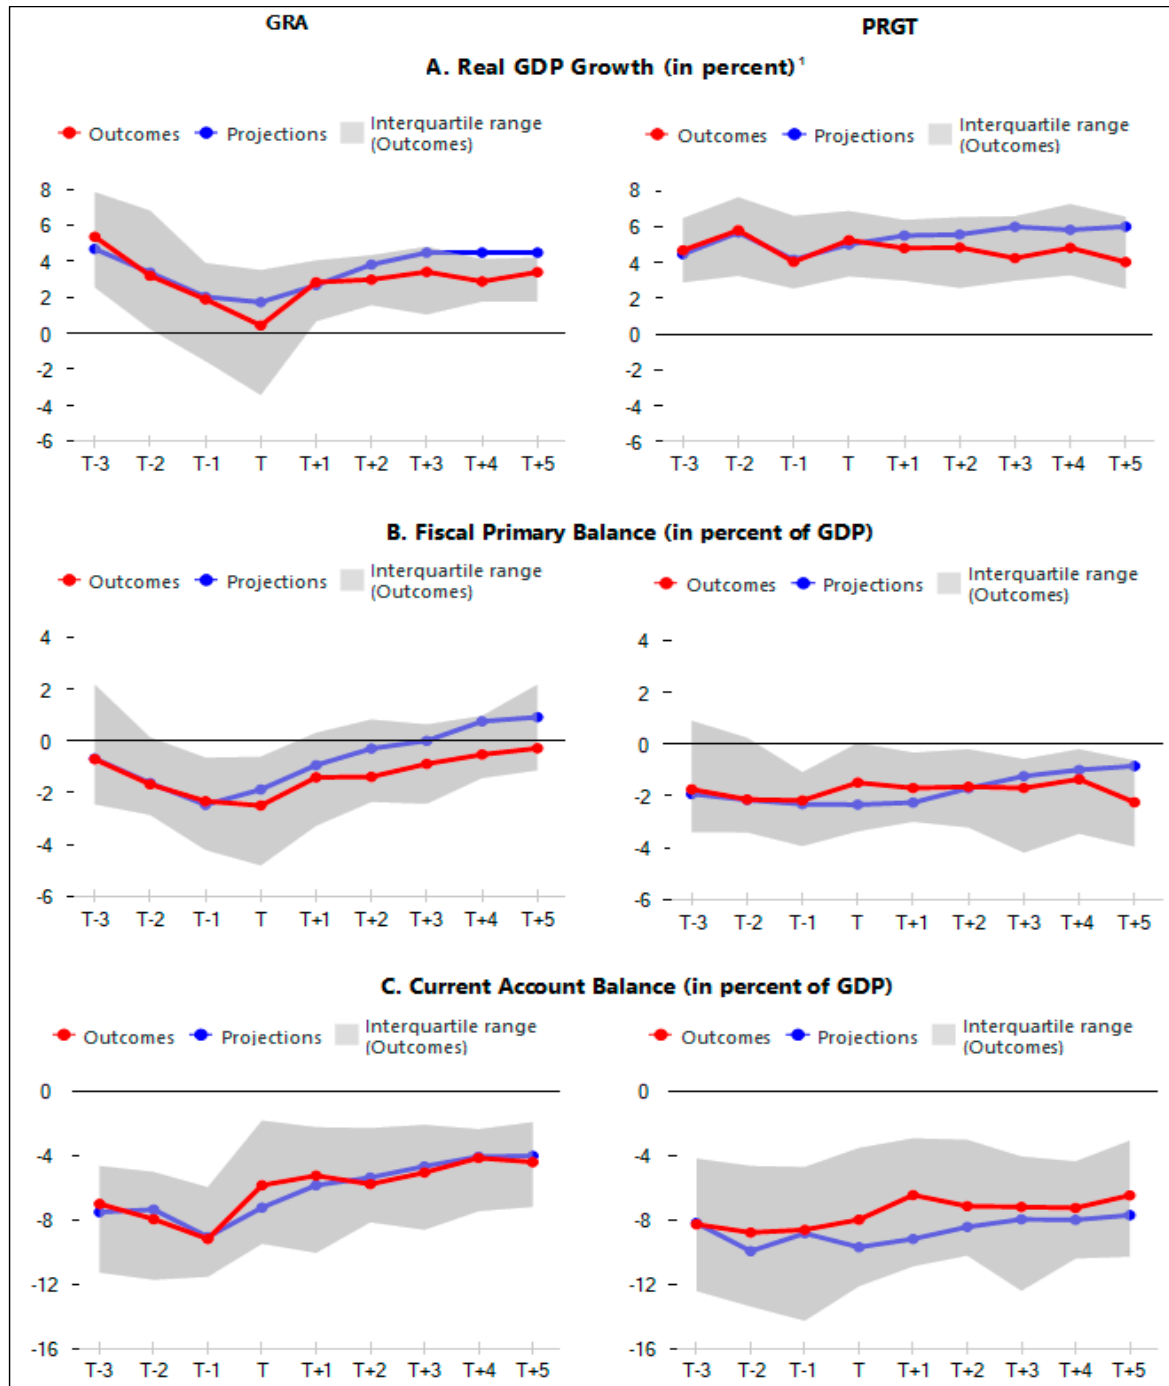 GRA PRGT
A. Real GDP Growth (in percent)¹
Outcomes Projections Interquartile range (Outcomes)
Outcomes Projections Interquartile range (Outcomes)
8
6
4
2
0
-2
-4
-6
T-3 T-2 T-1 T T+1 T+2 T+3 T+4 T+5
8
6
4
2
0
-2
-4
-6
T-3 T-2 T-1 T T+1 T+2 T+3 T+4 T+5
B. Fiscal Primary Balance (in percent of GDP)
Outcomes Projections Interquartile range (Outcomes)
Outcomes Projections Interquartile range (Outcomes)
4
2
0
-2
-4
-6
T-3 T-2 T-1 T T+1 T+2 T+3 T+4 T+5
4
2
0
-2
-4
-6
T-3 T-2 T-1 T T+1 T+2 T+3 T+4 T+5
C. Current Account Balance (in percent of GDP)
Outcomes Projections Interquartile range (Outcomes)
Outcomes Projections Interquartile range (Outcomes)
0
-4
-8
-12
-16
T-3 T-2 T-1 T T+1 T+2 T+3 T+4 T+5
0
-4
-8
-12
-16
T-3 T-2 T-1 T T+1 T+2 T+3 T+4 T+5